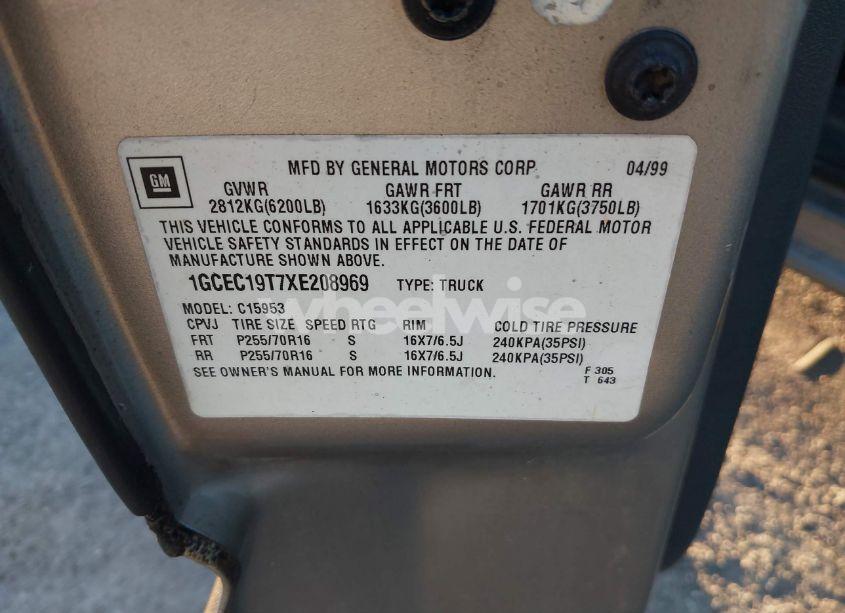 MFD BY GENERAL MOTORS CORP. 04/99
GM
GVWR GAWR FRT GAWR RR
2812KG(6200LB) 1633KG(3600LB) 1701KG(3750LB)
THIS VEHICLE CONFORMS TO ALL APPLICABLE U.S. FEDERAL MOTOR
VEHICLE SAFETY STANDARDS IN EFFECT ON THE DATE OF
MANUFACTURE SHOWN ABOVE.
1GCEC19T7XE208969 TYPE: TRUCK
wheelwise
MODEL: C15953
CPVJ TIRE SIZE SPEED RTG RIM COLD TIRE PRESSURE
FRT P255/70R16 S 16X7/6.5J 240KPA(35PSI)
RR P255/70R16 S 16X7/6.5J 240KPA(35PSI)
SEE OWNER'S MANUAL FOR MORE INFORMATION. F 305
T 643